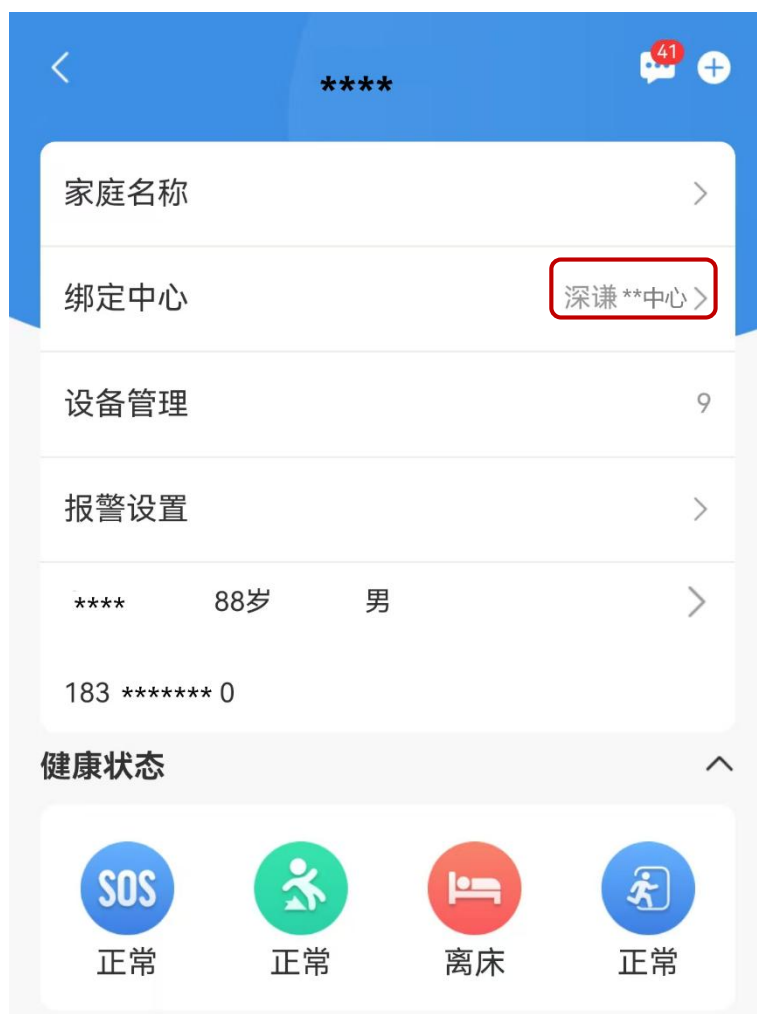 41
****
家庭名称
绑定中心 深谦**中心
设备管理 9
报警设置
**** 88岁 男
183 ******* 0
健康状态
SOS
正常 正常 离床 正常